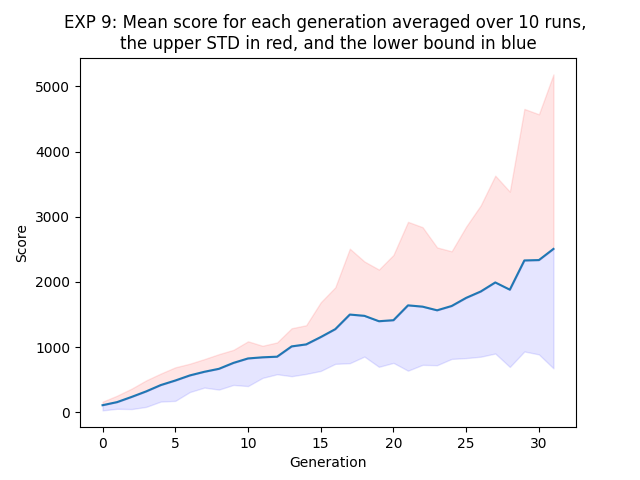 EXP 9: Mean score for each generation averaged over 10 runs,
the upper STD in red, and the lower bound in blue
5000
4000
3000
2000
1000
0
Score
0 5 10 15 20 25 30
Generation